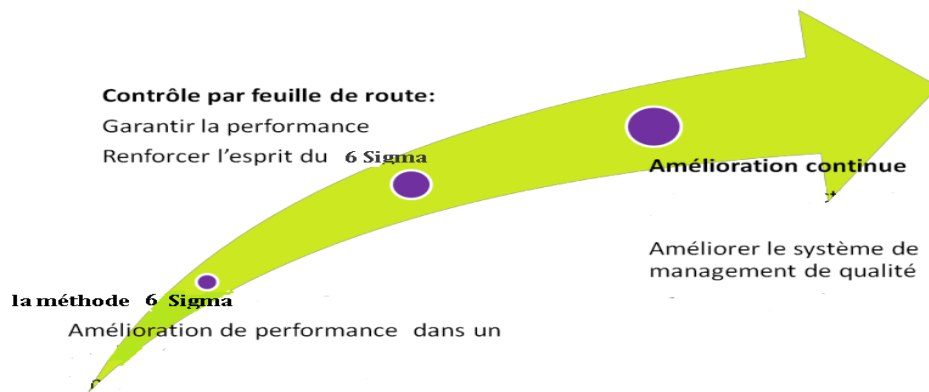 Contrôle par feuille de route:
Garantir la performance
Renforcer l'esprit du 6 Sigma
Amélioration continue
Améliorer le système de
management de qualité
la méthode 6 Sigma
Amélioration de performance dans un